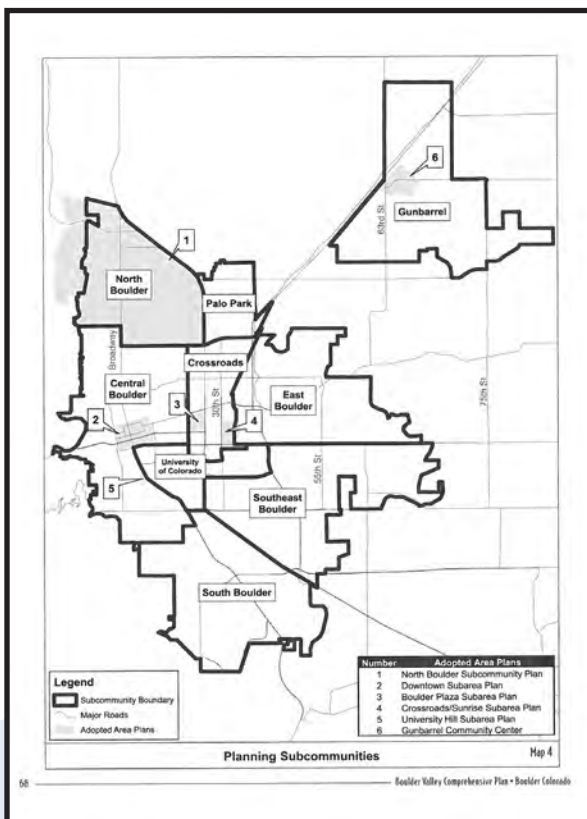 6
63rd St
Gunbarrel
1
North
Boulder
Palo Park
Broadway
Crossroads
Central
Boulder
30th St
East
Boulder
75th St
2
3
4
University
of Colorado
55th St
5
Southeast
Boulder
South Boulder
Legend
Subcommunity Boundary
Major Roads
Adopted Area Plans
Number Adopted Area Plans
1 North Boulder Subcommunity Plan
2 Downtown Subarea Plan
3 Boulder Plaza Subarea Plan
4 Crossroads/Sunrise Subarea Plan
5 University Hill Subarea Plan
6 Gunbarrel Community Center
Planning Subcommunities
Map 4
68
Boulder Valley Comprehensive Plan • Boulder Colorado